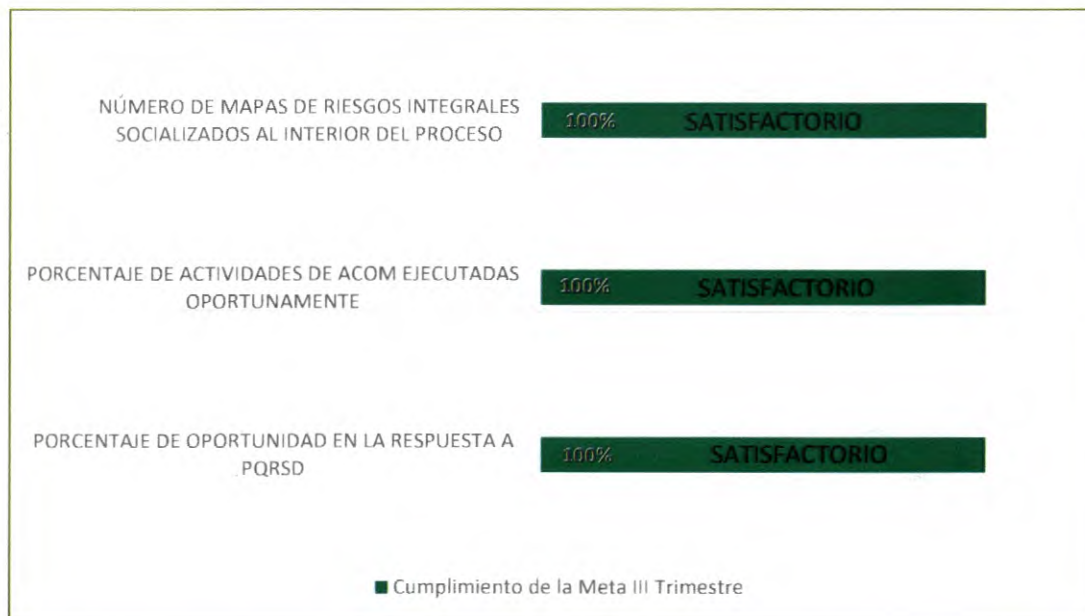 NÚMERO DE MAPAS DE RIESGOS INTEGRALES
SOCIALIZADOS AL INTERIOR DEL PROCESO
100% SATISFACTORIO
PORCENTAJE DE ACTIVIDADES DE ACOM EJECUTADAS
OPORTUNAMENTE
100% SATISFACTORIO
PORCENTAJE DE OPORTUNIDAD EN LA RESPUESTA A
PQRSD
100% SATISFACTORIO
Cumplimiento de la Meta III Trimestre